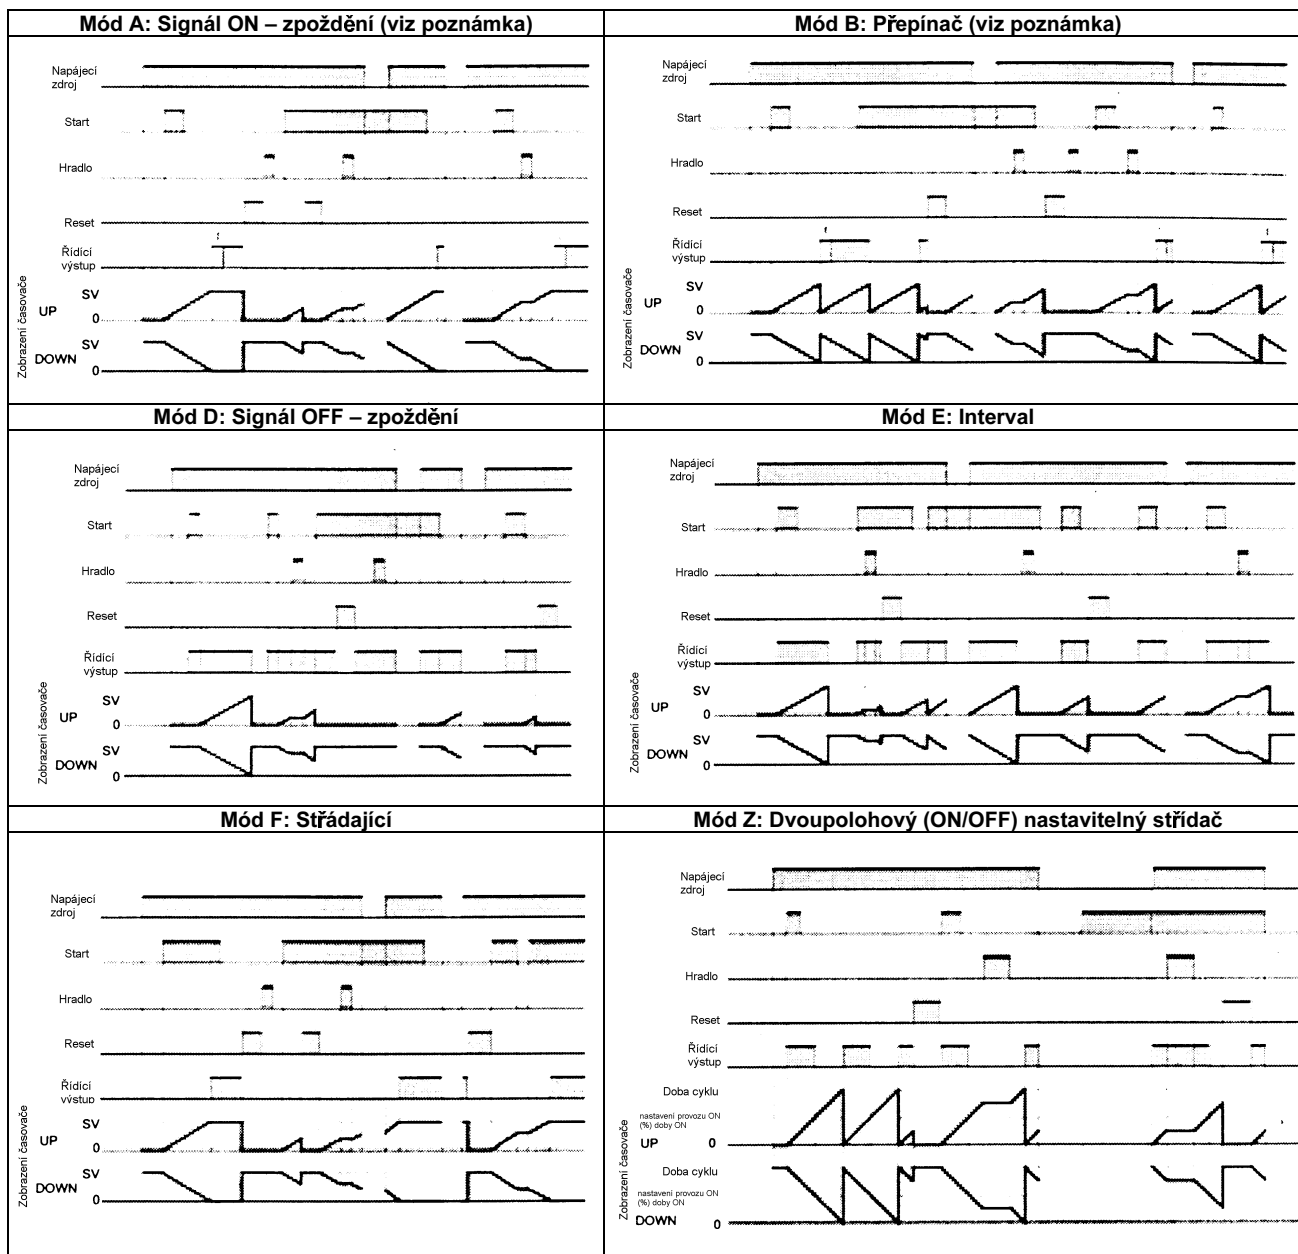 Mód A: Signál ON – zpoždění (viz poznámka)
Napájecí
zdroj
Start
Hradlo
Reset
Řídící
výstup
Zobrazení časovače
SV
UP
0
SV
DOWN
0
Mód B: Přepínač (viz poznámka)
Napájecí
zdroj
Start
Hradlo
Reset
Řídící
výstup
Zobrazení časovače
SV
UP
0
SV
DOWN
0
Mód D: Signál OFF – zpoždění
Napájecí
zdroj
Start
Hradlo
Reset
Řídící
výstup
Zobrazení časovače
SV
UP
0
SV
DOWN
0
Mód E: Interval
Napájecí
zdroj
Start
Hradlo
Reset
Řídící
výstup
Zobrazení časovače
SV
UP
0
SV
DOWN
0
Mód F: Střádající
Napájecí
zdroj
Start
Hradlo
Reset
Řídící
výstup
Zobrazení časovače
SV
UP
0
SV
DOWN
0
Mód Z: Dvoupolohový (ON/OFF) nastavitelný střídač
Napájecí
zdroj
Start
Hradlo
Reset
Řídící
výstup
Zobrazení časovače
Doba cyklu
nastavení provozu ON
(%) doby ON
UP
0
Doba cyklu
nastavení provozu ON
(%) doby ON
DOWN
0